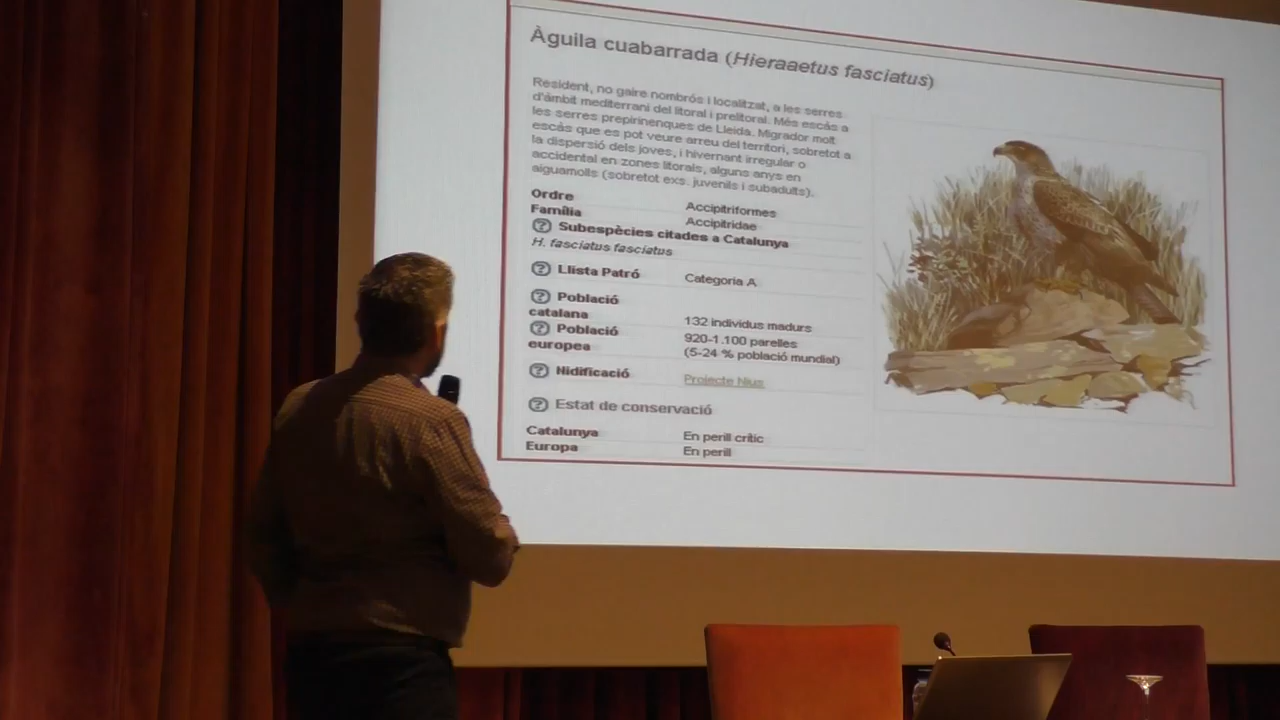 Àguila cuabarrada (Hieraaetus fasciatus)
Resident, no gaire nombrós i localitzat, a les serres
d'àmbit mediterrani del litoral i prelitoral. Més escàs a
les serres prepirinenques de Lleida. Migrador molt
escàs que es pot veure arreu del territori, sobretot a
la dispersió dels joves, i hivernant irregular o
accidental en zones litorals, alguns anys en
aiguamolls (sobretot exs. juvenils i subadults).
Ordre Accipitriformes
Família Accipitridae
? Subespècies citades a Catalunya
H. fasciatus fasciatus
? Llista Patró Categoria A
? Població
catalana 132 individus madurs
? Població 920-1.100 parelles
europea (5-24 % població mundial)
? Nidificació Projecte Nius
? Estat de conservació
Catalunya En perill crític
Europa En perill